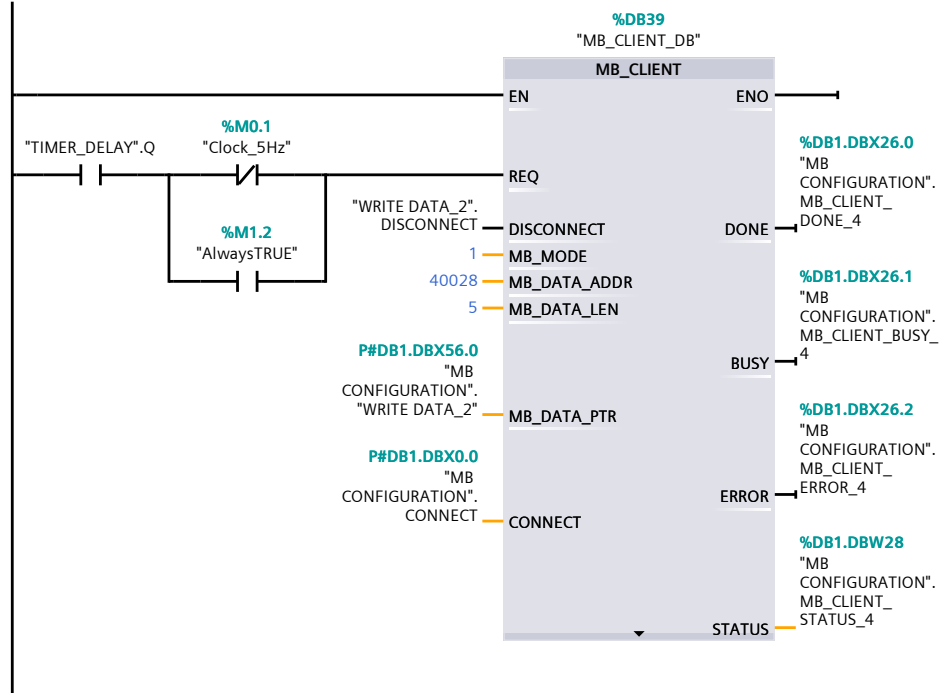 %DB39
"MB_CLIENT_DB"
MB_CLIENT
EN
ENO
"TIMER_DELAY".Q
%M0.1
"Clock_5Hz"
%M1.2
"AlwaysTRUE"
REQ
"WRITE DATA_2".
DISCONNECT
DISCONNECT
1
MB_MODE
40028
MB_DATA_ADDR
5
MB_DATA_LEN
P#DB1.DBX56.0
"MB
CONFIGURATION".
"WRITE DATA_2"
MB_DATA_PTR
P#DB1.DBX0.0
"MB
CONFIGURATION".
CONNECT
CONNECT
%DB1.DBX26.0
"MB
CONFIGURATION".
MB_CLIENT_
DONE_4
DONE
%DB1.DBX26.1
"MB
CONFIGURATION".
MB_CLIENT_BUSY_
4
BUSY
%DB1.DBX26.2
"MB
CONFIGURATION".
MB_CLIENT_
ERROR_4
ERROR
%DB1.DBW28
"MB
CONFIGURATION".
MB_CLIENT_
STATUS_4
STATUS